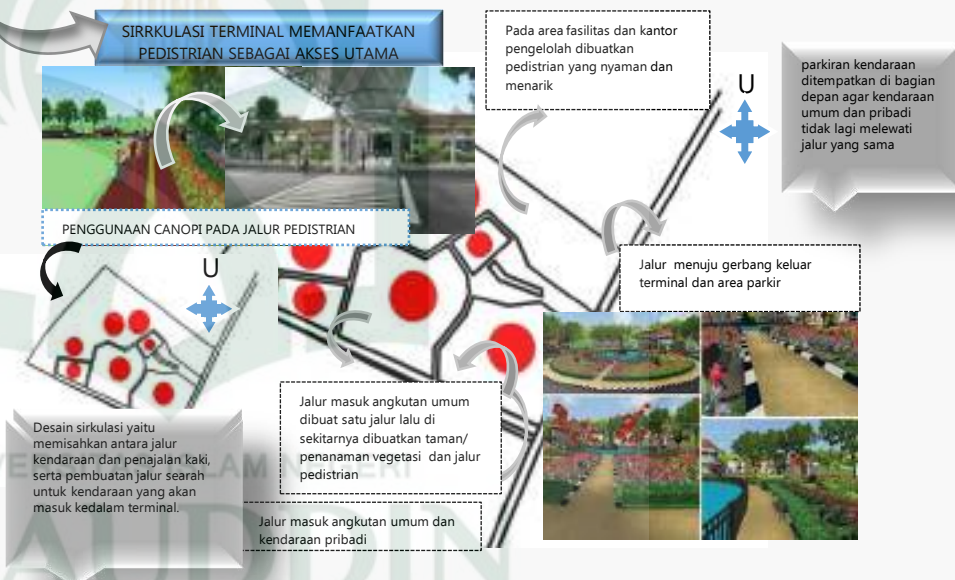 SIRRKULASI TERMINAL MEMANFAATKAN
PEDISTRIAN SEBAGAI AKSES UTAMA
Pada area fasilitas dan kantor
pengelolah dibuatkan
pedistrian yang nyaman dan
menarik
U
parkiran kendaraan
ditempatkan di bagian
depan agar kendaraan
umum dan pribadi
tidak lagi melewati
jalur yang sama
PENGGUNAAN CANOPI PADA JALUR PEDISTRIAN
U
Jalur menuju gerbang keluar
terminal dan area parkir
Jalur masuk angkutan umum
dibuat satu jalur lalu di
sekitarnya dibuatkan taman/
penanaman vegetasi dan jalur
pedistrian
Desain sirkulasi yaitu
memisahkan antara jalur
kendaraan dan penajalan kaki,
serta pembuatan jalur searah
untuk kendaraan yang akan
masuk kedalam terminal.
Jalur masuk angkutan umum dan
kendaraan pribadi
AUDDIN